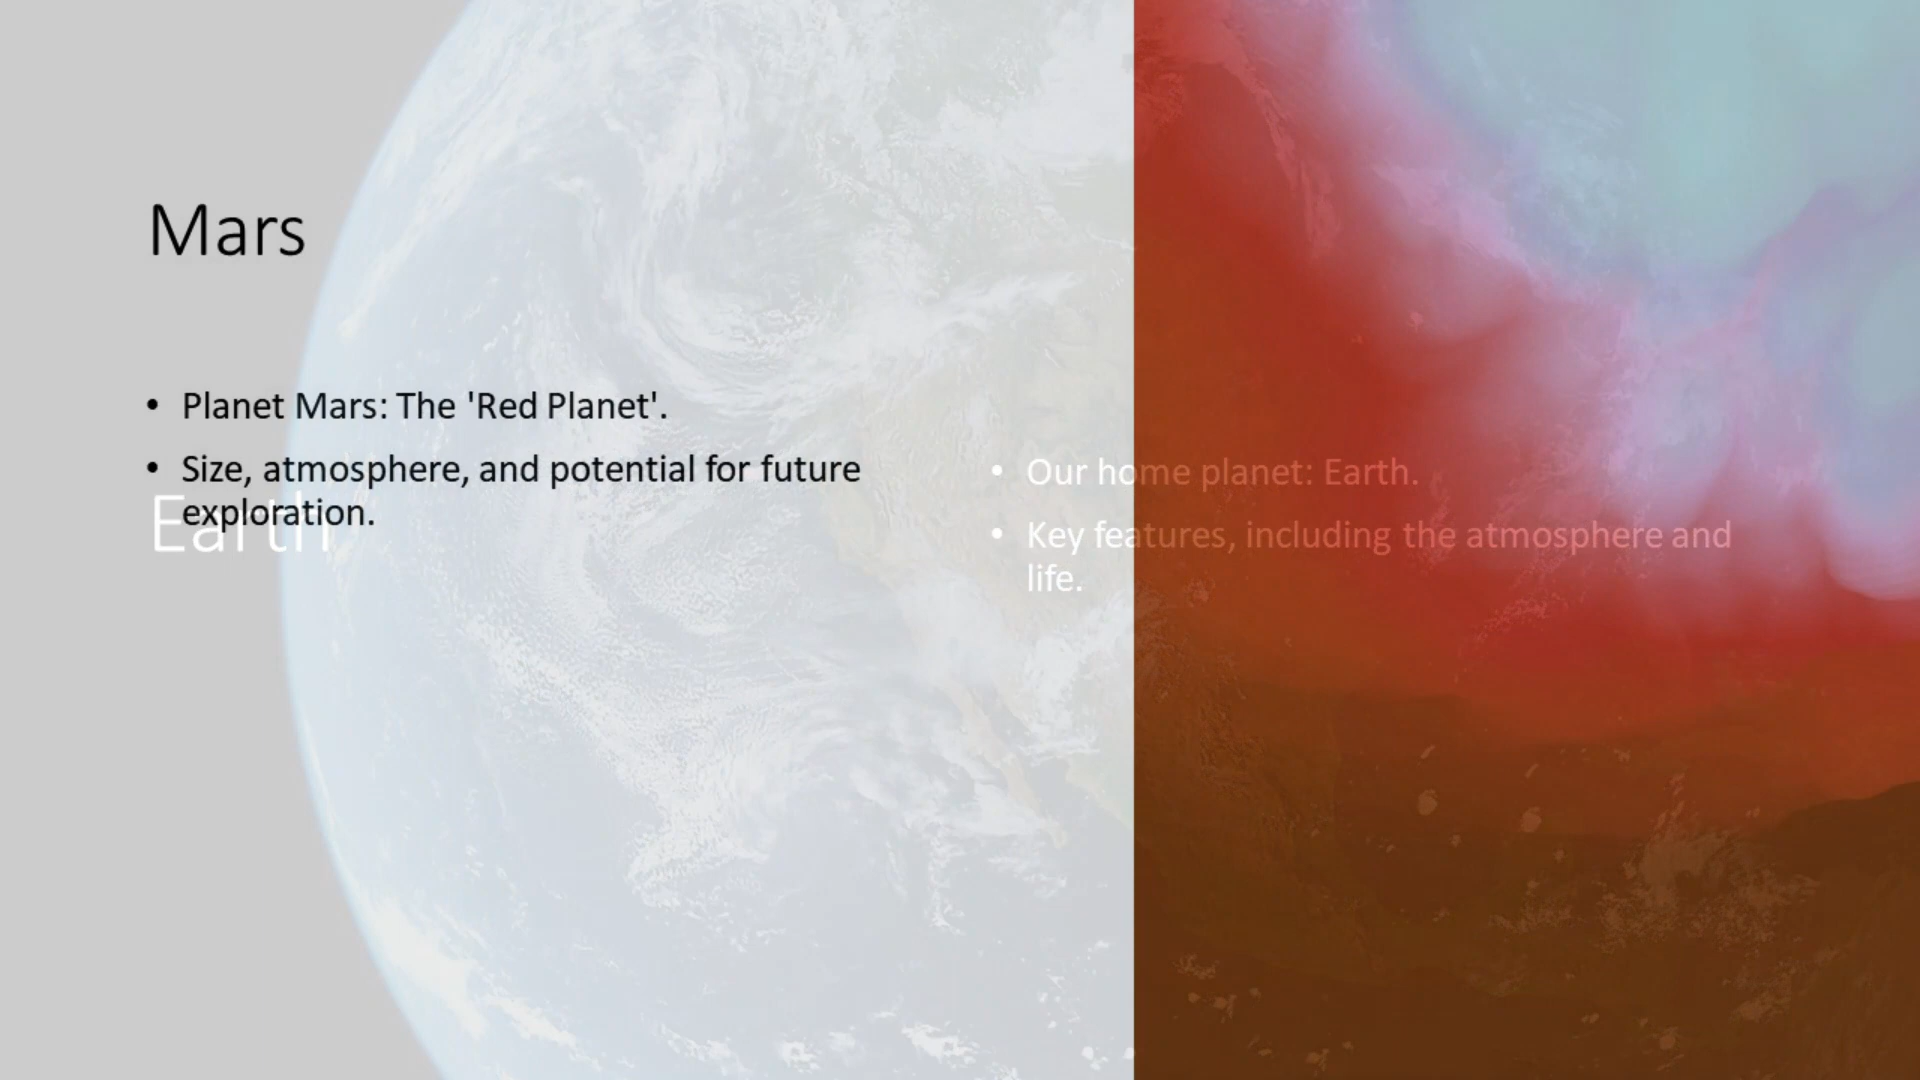 Mars
• Planet Mars: The 'Red Planet'.
• Size, atmosphere, and potential for future
exploration.
Earth
• Our home planet: Earth.
• Key features, including the atmosphere and
life.